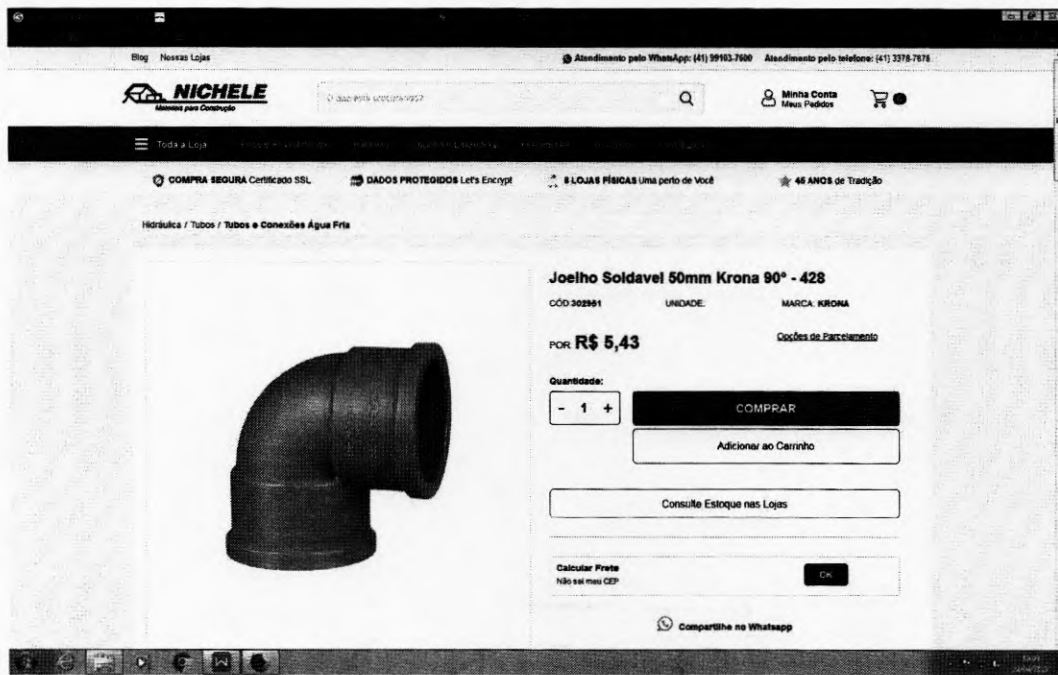 Blog Nossas Lojas
Atendimento pelo WhatsApp: (41) 99103-7600 Atendimento pelo telefone: (41) 3378-7878
NICHELE
Materiais para Construção
O que está procurando?
Minha Conta
Meus Pedidos
Toda a Loja
COMPRA SEGURA Certificado SSL
DADOS PROTEGIDOS Let's Encrypt
LOJAS FÍSICAS Uma perto de Você
45 ANOS de Tradição
Hidráulica / Tubos / Tubos e Conexões Água Fria
Joelho Soldavel 50mm Krona 90° - 428
CÓD:302951 UNIDADE: MARCA: KRONA
POR R$ 5,43
Opções de Parcelamento
Quantidade:
- 1 +
COMPRAR
Adicionar ao Carrinho
Consulte Estoque nas Lojas
Calcular Frete
Não sei meu CEP
OK
Compartilhe no Whatsapp